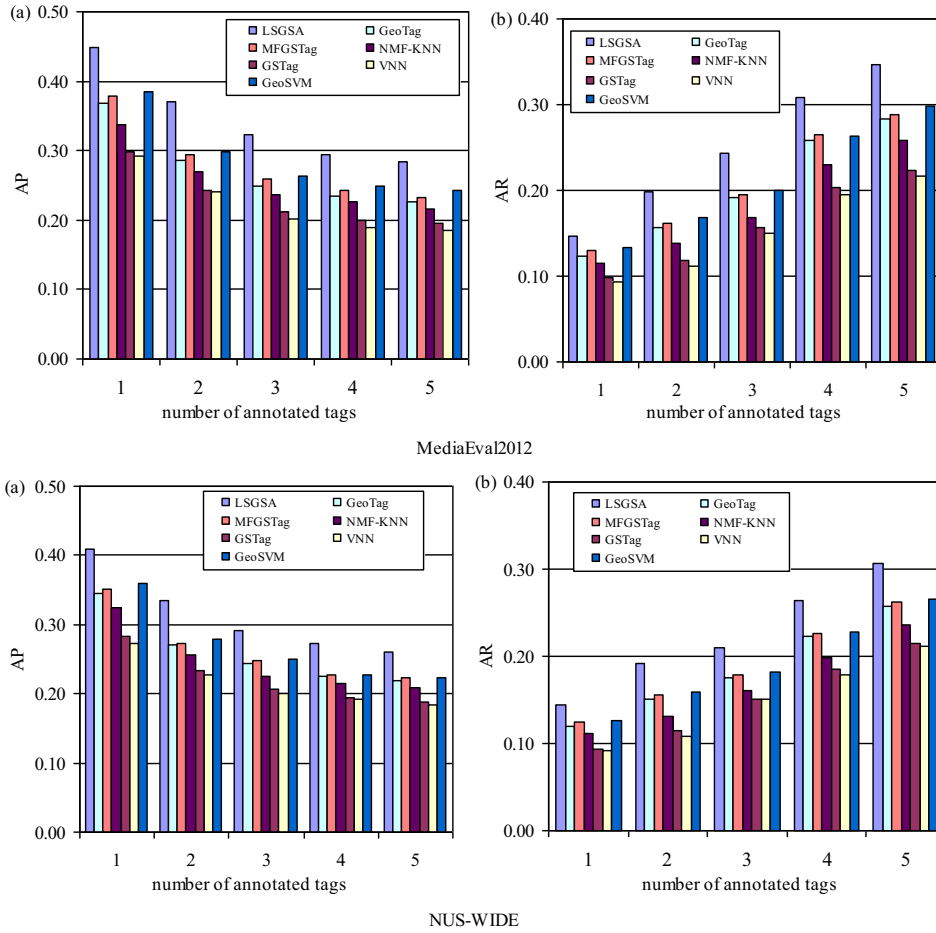 (a)
0.50
0.40
0.30
0.20
0.10
0.00
AP
LSGSA
GeoTag
MFGSTag
NMF-KNN
GSTag
VNN
GeoSVM
1 2 3 4 5
number of annotated tags
(b)
0.40
0.30
0.20
0.10
0.00
AR
LSGSA
GeoTag
MFGSTag
NMF-KNN
GSTag
VNN
GeoSVM
1 2 3 4 5
number of annotated tags
MediaEval2012
(a)
0.50
0.40
0.30
0.20
0.10
0.00
AP
LSGSA
GeoTag
MFGSTag
NMF-KNN
GSTag
VNN
GeoSVM
1 2 3 4 5
number of annotated tags
(b)
0.40
0.30
0.20
0.10
0.00
AR
LSGSA
GeoTag
MFGSTag
NMF-KNN
GSTag
VNN
GeoSVM
1 2 3 4 5
number of annotated tags
NUS-WIDE